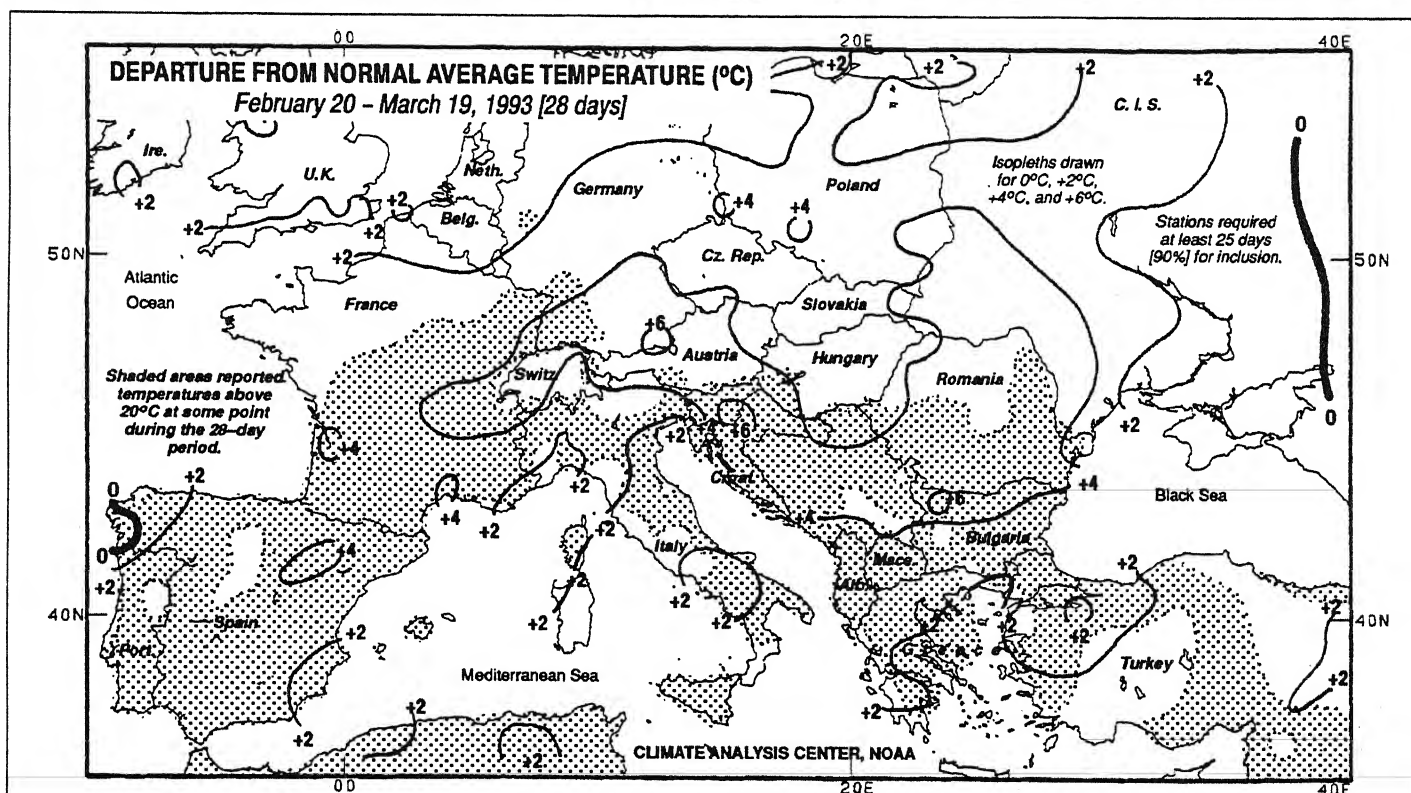 00
20E
40E
DEPARTURE FROM NORMAL AVERAGE TEMPERATURE (ºC)
February 20 – March 19, 1993 [28 days]
+2
+2
+2
+2
C. I. S.
0
Ire.
U.K.
Neth.
Germany
Poland
Isopleths drawn
for 0ºC, +2ºC,
+4ºC, and +6ºC.
+2
+2
+2
+2
Belg.
+4
+4
Stations required
at least 25 days
[90%] for inclusion.
50N
+2
Cz. Rep.
50N
Atlantic
Ocean
France
Slovakia
+6
Austria
Hungary
Switz
Romania
Shaded areas reported
temperatures above
20ºC at some point
during the 28–day
period.
0
+2
+4
+2
+4
+6
+2
0
+4
+2
+2
+4
+6
+4
Black Sea
Croat.
Bulgaria
0
+2
+4
Italy
Mace.
Alb.
+2
+2
+2
+2
+2
+2
+2
+2
40N
40N
Spain
Port.
Greece
Turkey
Mediterranean Sea
+2
+2
+2
+2
+2
CLIMATE ANALYSIS CENTER, NOAA
00
20E
40E